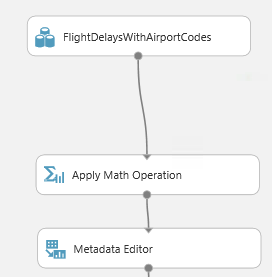 FlightDelaysWithAirportCodes
Apply Math Operation
Metadata Editor